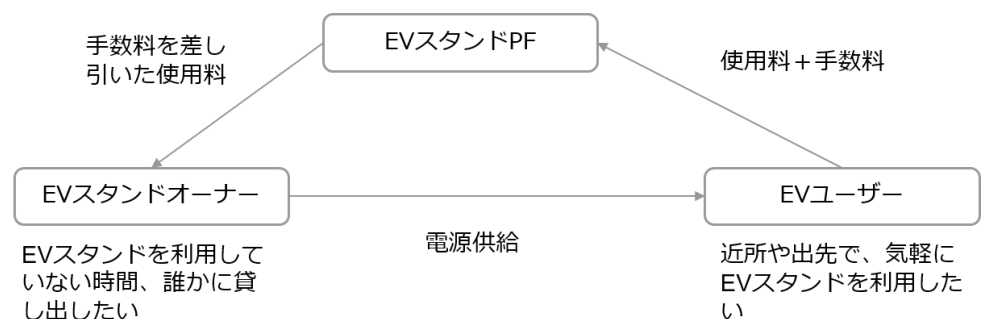 EVスタンドPF
手数料を差し
引いた使用料
使用料＋手数料
EVスタンドオーナー
EVユーザー
電源供給
EVスタンドを利用して
いない時間、誰かに貸
し出したい
近所や出先で、気軽に
EVスタンドを利用した
い